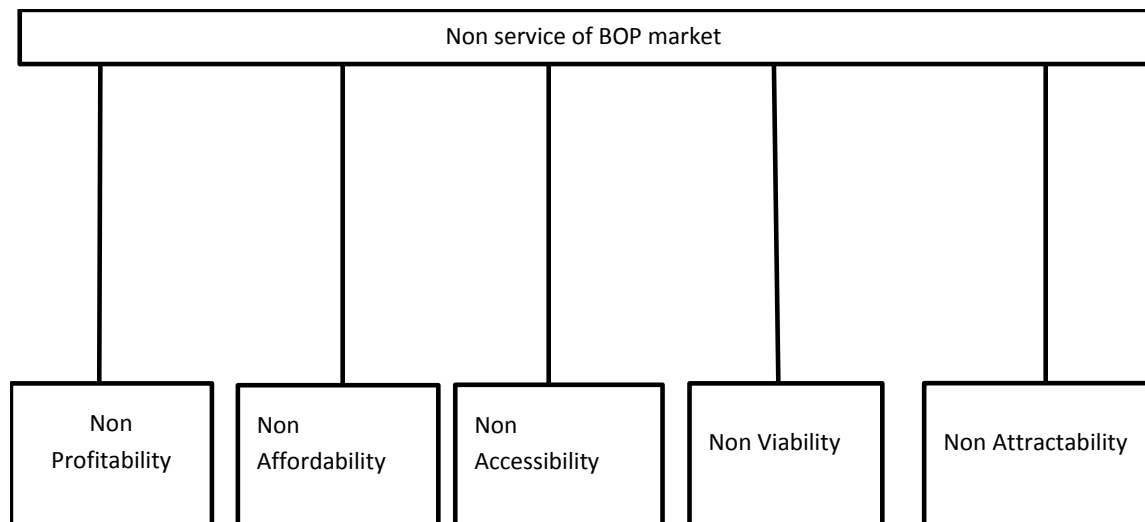 Non service of BOP market
Non
Profitability
Non
Affordability
Non
Accessibility
Non Viability
Non Attractability